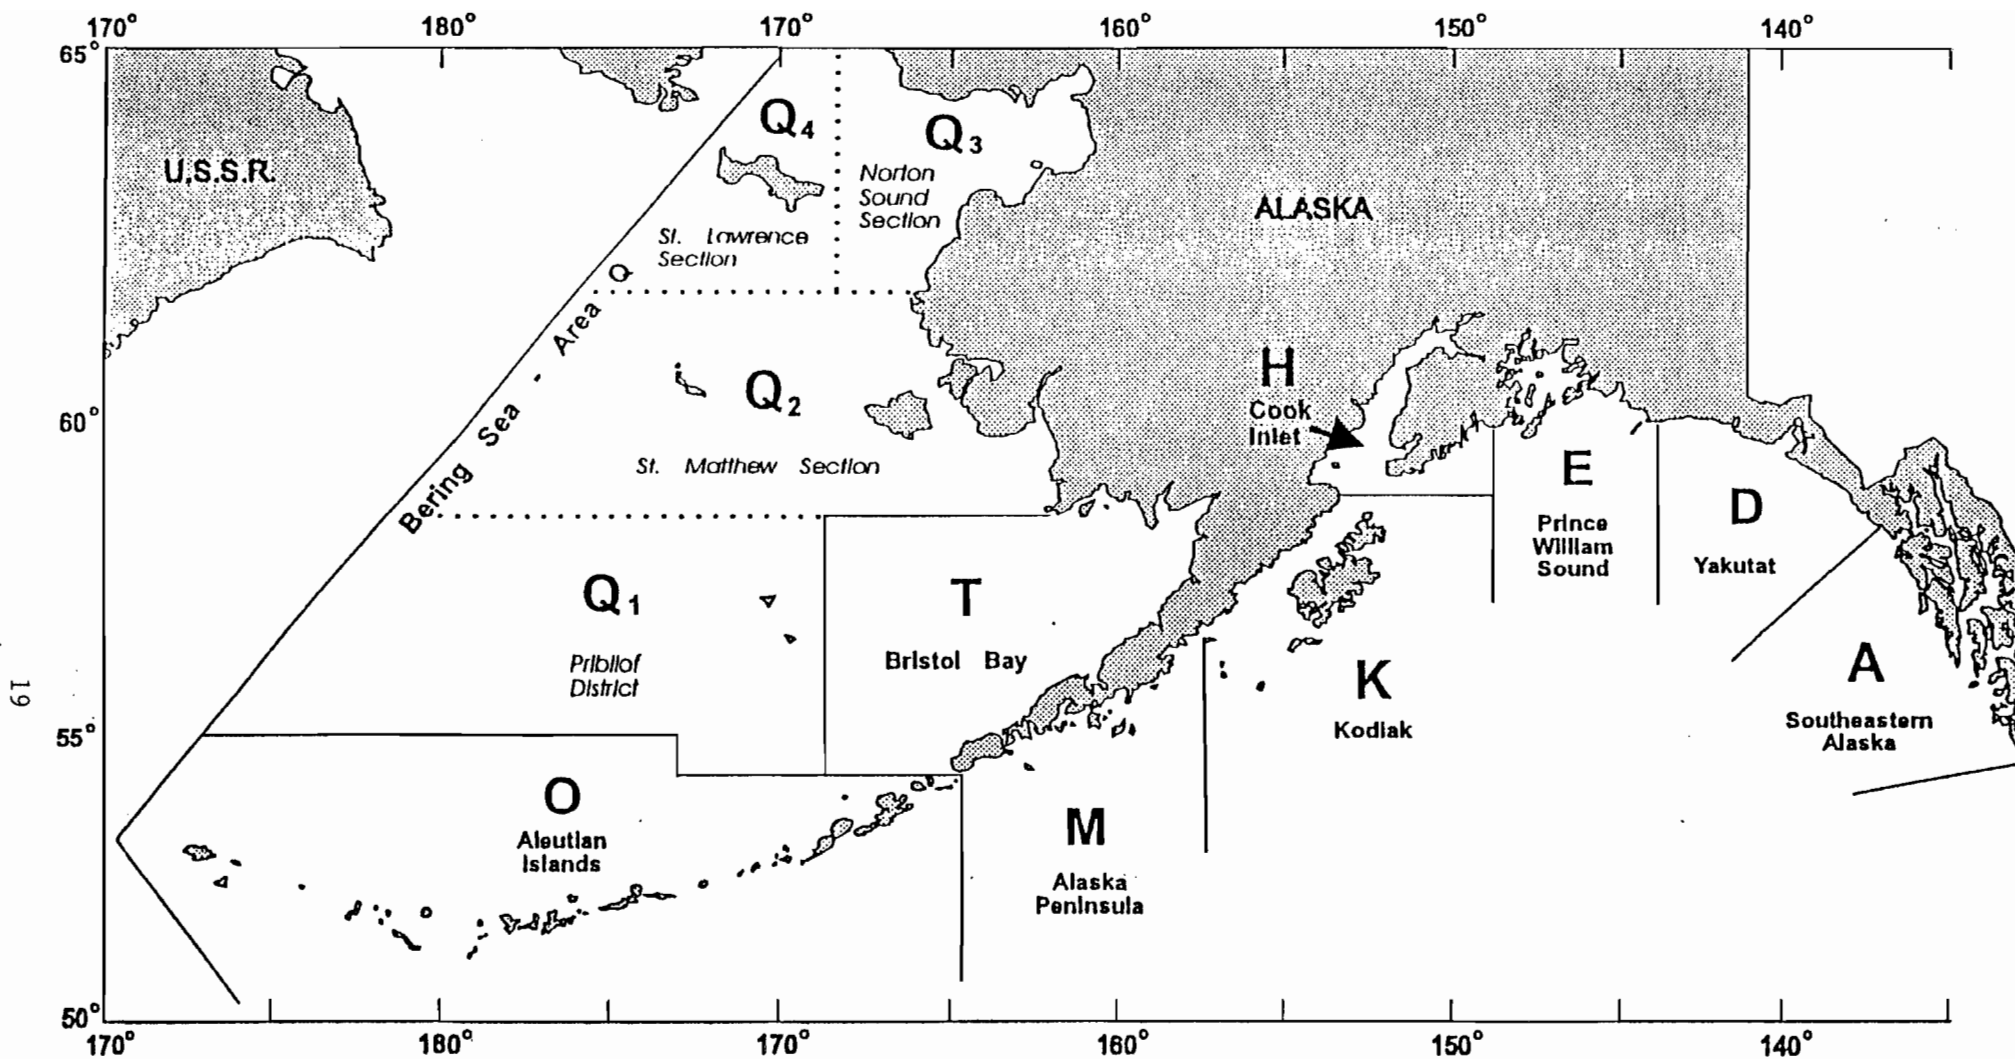 170° 180° 170° 160° 150° 140°
65°
U.S.S.R.
Q4
Q3
Norton
Sound
Section
ALASKA
St. Lawrence
Section
Bering Sea Area Q
H
Cook
Inlet
60°
Q2
St. Matthew Section
E
Prince
William
Sound
D
Yakutat
Q1
Pribilof
District
T
Bristol Bay
K
Kodiak
A
Southeastern
Alaska
19
55°
O
Aleutian
Islands
M
Alaska
Peninsula
50°
170° 180° 170° 160° 150° 140°